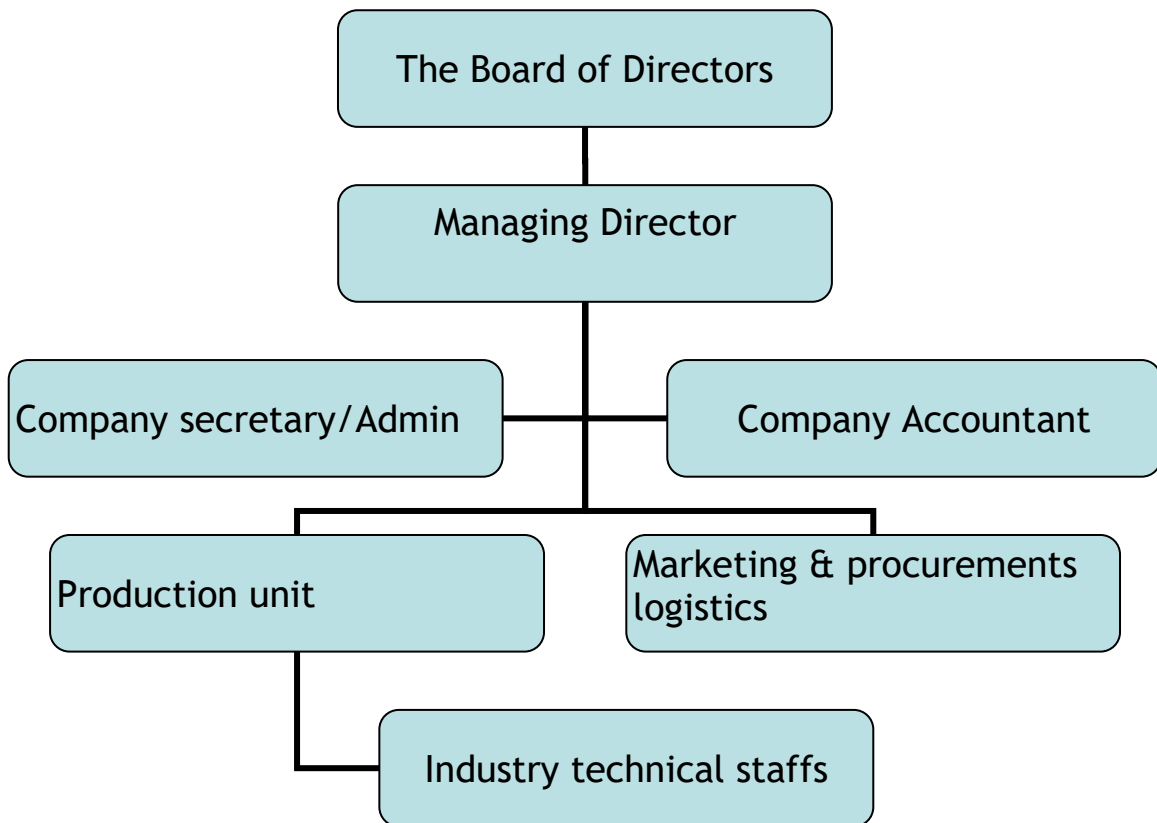 The Board of Directors
Managing Director
Company secretary/Admin
Company Accountant
Production unit
Marketing & procurements
logistics
Industry technical staffs